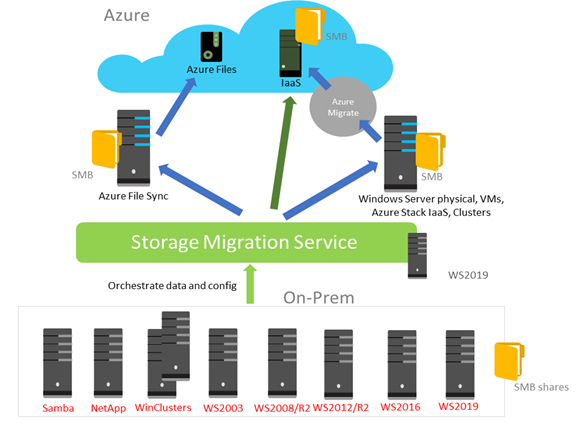 Azure
SMB
Azure Files
IaaS
Azure
Migrate
SMB
SMB
Azure File Sync
Windows Server physical, VMs,
Azure Stack IaaS, Clusters
Storage Migration Service
WS2019
Orchestrate data and config
On-Prem
SMB shares
Samba
NetApp
WinClusters
WS2003
WS2008/R2
WS2012/R2
WS2016
WS2019